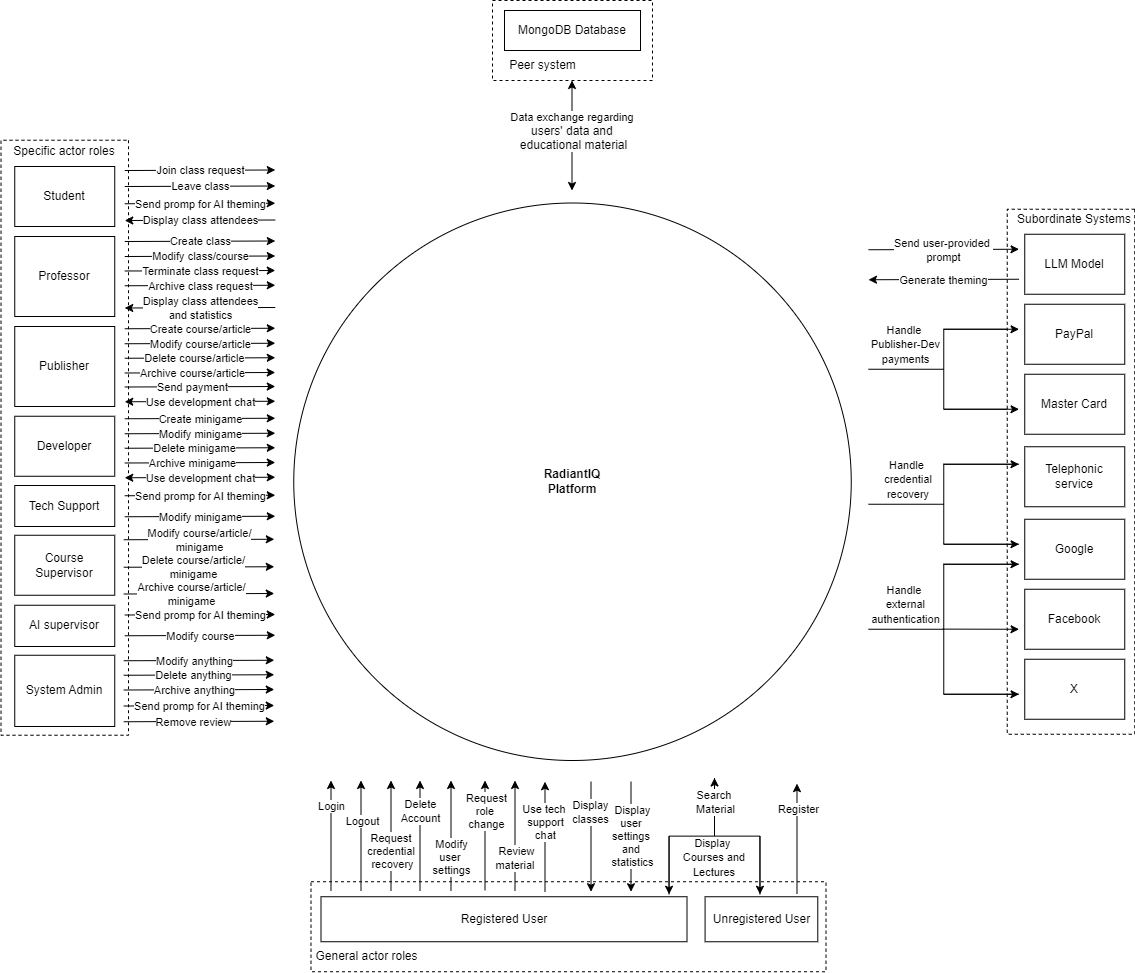 MongoDB Database
Peer system
Data exchange regarding
users' data and
educational material
Specific actor roles
Student
Join class request
Leave class
Send promp for AI theming
Display class attendees
Professor
Create class
Modify class/course
Terminate class request
Archive class request
Display class attendees
and statistics
Publisher
Create course/article
Modify course/article
Delete course/article
Archive course/article
Send payment
Use development chat
Developer
Create minigame
Modify minigame
Delete minigame
Archive minigame
Use development chat
Tech Support
Send promp for AI theming
Modify minigame
Course
Supervisor
Modify course/article/
minigame
Delete course/article/
minigame
Archive course/article/
minigame
AI supervisor
Send promp for AI theming
Modify course
System Admin
Modify anything
Delete anything
Archive anything
Send promp for AI theming
Remove review
RadiantIQ
Platform
Subordinate Systems
Send user-provided
prompt
Generate theming
LLM Model
Handle
Publisher-Dev
payments
PayPal
Master Card
Handle
credential
recovery
Telephonic
service
Google
Handle
external
authentication
Facebook
X
Login
Logout
Request
credential
recovery
Delete
Account
Modify
user
settings
Request
role
change
Review
material
Use tech
support
chat
Display
classes
Display
user
settings
and
statistics
Search
Material
Display
Courses and
Lectures
Register
Registered User
Unregistered User
General actor roles